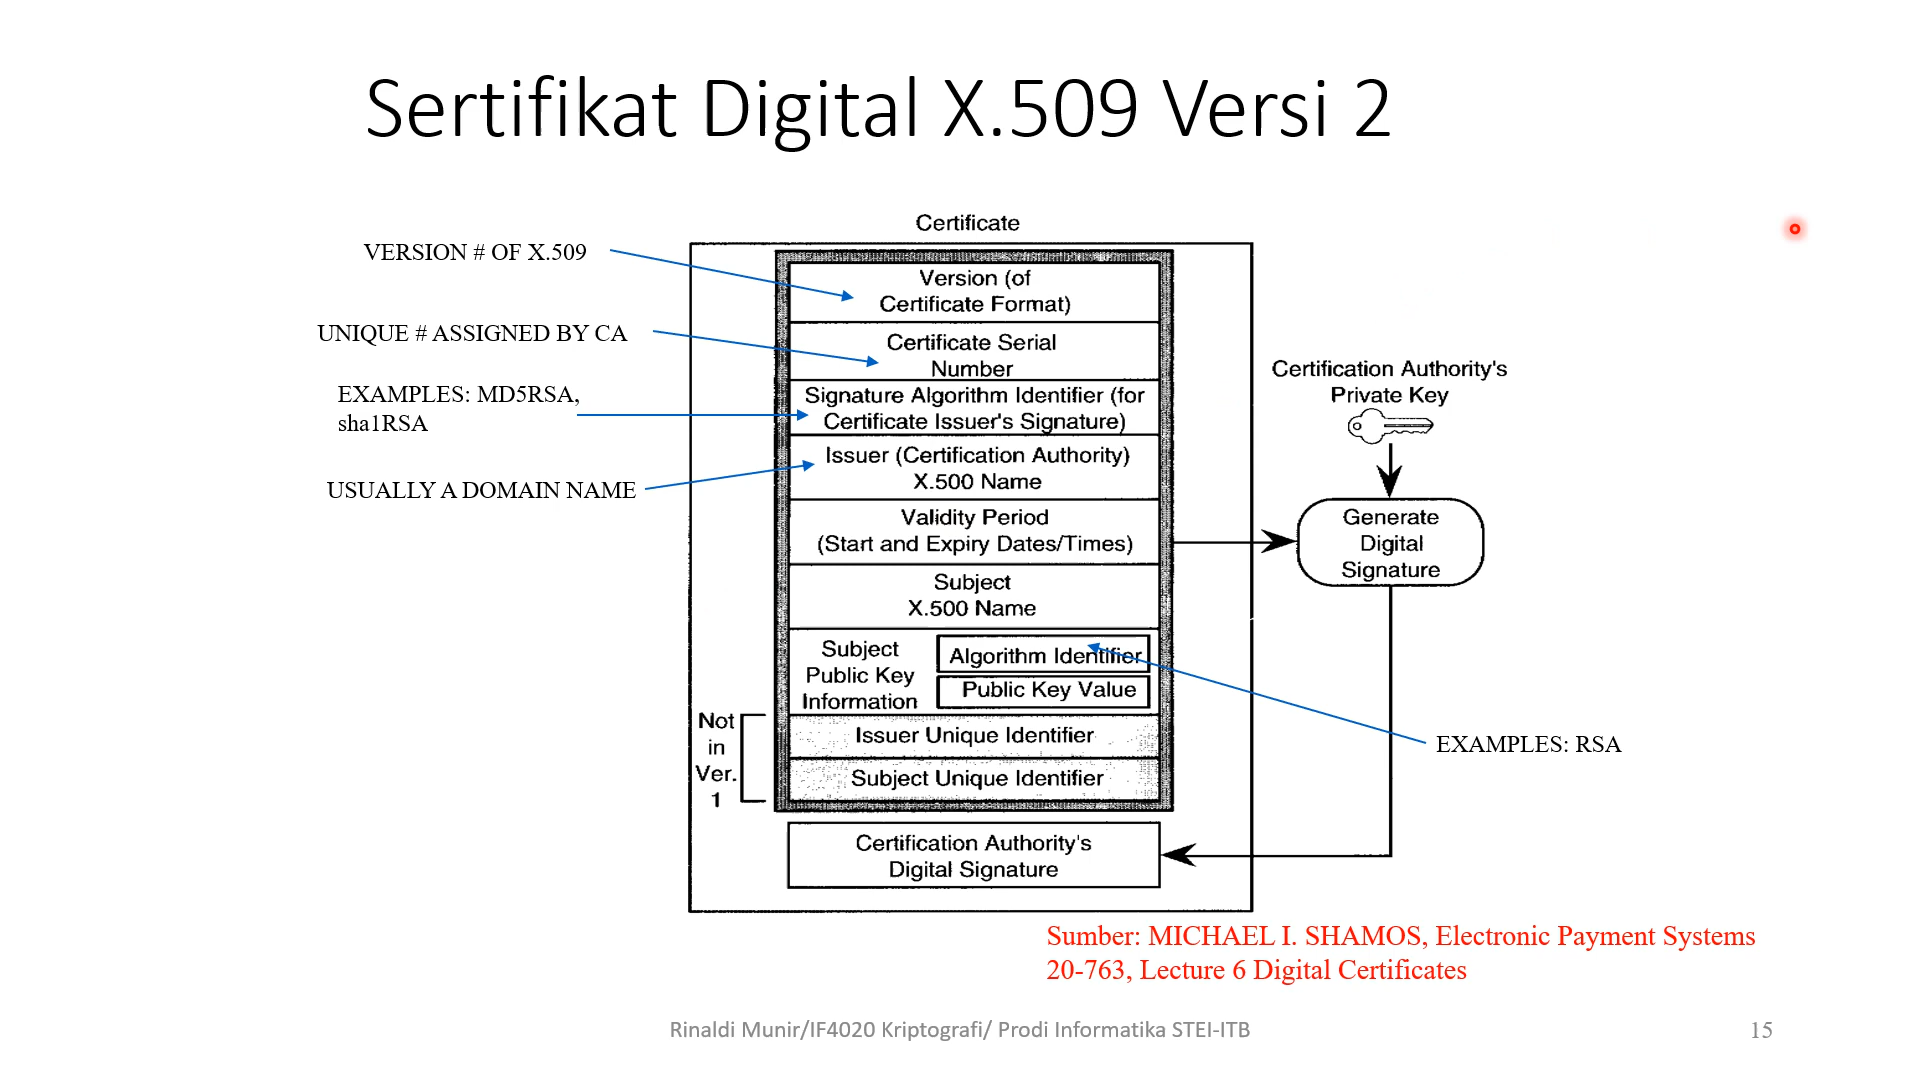 Sertifikat Digital X.509 Versi 2
Certificate
VERSION # OF X.509
Version (of
Certificate Format)
UNIQUE # ASSIGNED BY CA
Certificate Serial
Number
EXAMPLES: MD5RSA,
sha1RSA
Signature Algorithm Identifier (for
Certificate Issuer's Signature)
USUALLY A DOMAIN NAME
Issuer (Certification Authority)
X.500 Name
Validity Period
(Start and Expiry Dates/Times)
Subject
X.500 Name
Subject
Public Key
Information
Algorithm Identifier
Public Key Value
EXAMPLES: RSA
Not
in
Ver.
1
Issuer Unique Identifier
Subject Unique Identifier
Certification Authority's
Digital Signature
Certification Authority's
Private Key
Generate
Digital
Signature
Sumber: MICHAEL I. SHAMOS, Electronic Payment Systems
20-763, Lecture 6 Digital Certificates
Rinaldi Munir/IF4020 Kriptografi/ Prodi Informatika STEI-ITB
15